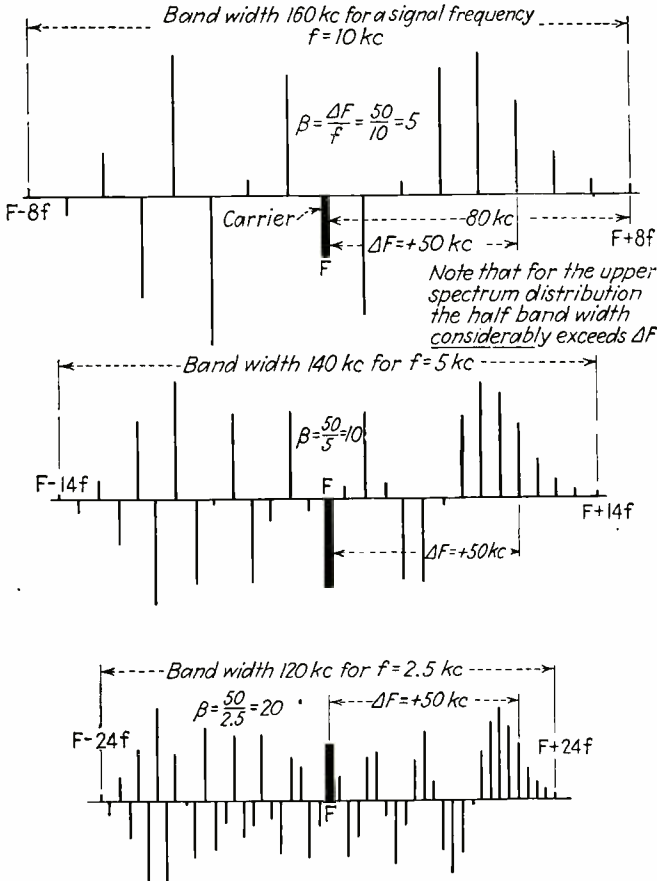 Band width 160 kc for a signal frequency
f=10 kc
β=ΔF/f=50/10=5
F-8f
Carrier
80 kc
F+8f
ΔF=+50 kc
F
Note that for the upper
spectrum distribution
the half band width
considerably exceeds ΔF
Band width 140 kc for f=5 kc
β=50/5=10
F-14f
F
F+14f
ΔF=+50kc
Band width 120 kc for f=2.5 kc
β=50/2.5=20
ΔF=+50 kc
F-24f
F+24f
F